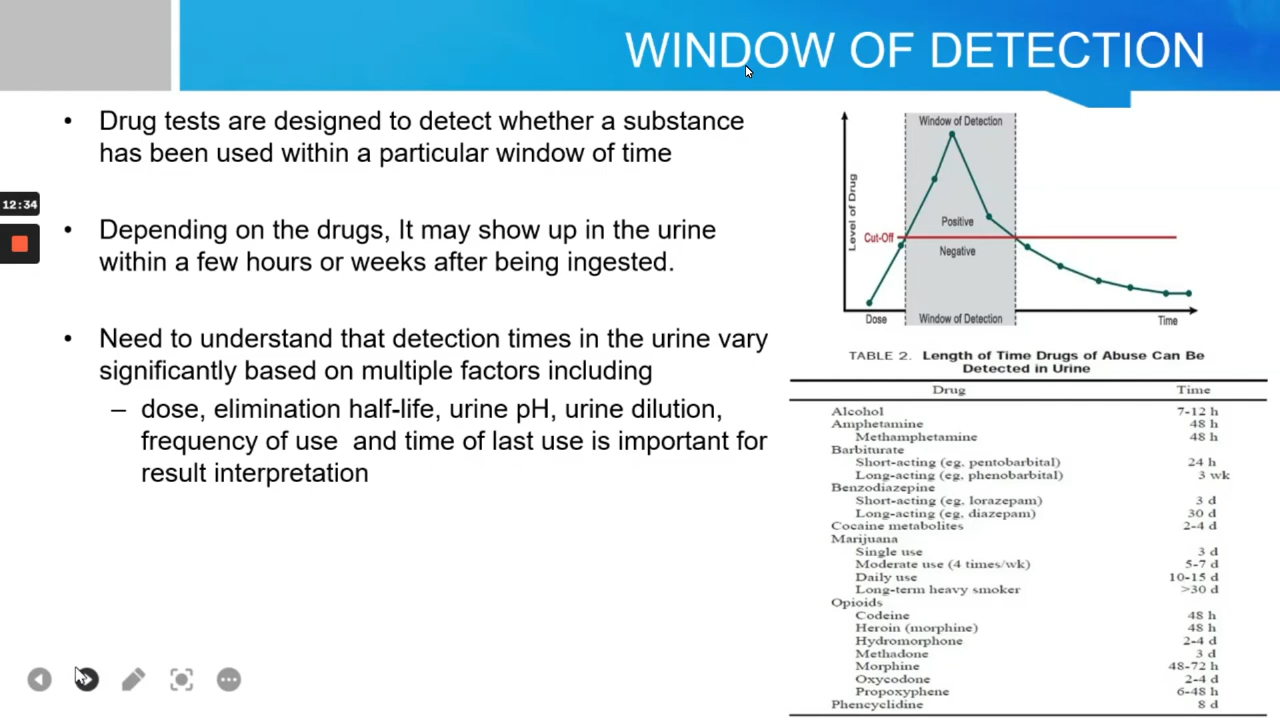 WINDOW OF DETECTION
• Drug tests are designed to detect whether a substance
has been used within a particular window of time
12:34
• Depending on the drugs, It may show up in the urine
within a few hours or weeks after being ingested.
• Need to understand that detection times in the urine vary
significantly based on multiple factors including
– dose, elimination half-life, urine pH, urine dilution,
frequency of use and time of last use is important for
result interpretation
Window of Detection
Level of Drug
Positive
Cut-Off
Negative
Dose
Window of Detection
Time
TABLE 2. Length of Time Drugs of Abuse Can Be
Detected in Urine
Drug Time
Alcohol 7-12 h
Amphetamine 48 h
Methamphetamine 48 h
Barbiturate
Short-acting (eg, pentobarbital) 24 h
Long-acting (eg, phenobarbital) 3 wk
Benzodiazepine
Short-acting (eg, lorazepam) 3 d
Long-acting (eg, diazepam) 30 d
Cocaine metabolites 2-4 d
Marijuana
Single use 3 d
Moderate use (4 times/wk) 5-7 d
Daily use 10-15 d
Long-term heavy smoker >30 d
Opioids
Codeine 48 h
Heroin (morphine) 48 h
Hydromorphone 2-4 d
Methadone 3 d
Morphine 48-72 h
Oxycodone 2-4 d
Propoxyphene 6-48 h
Phencyclidine 8 d